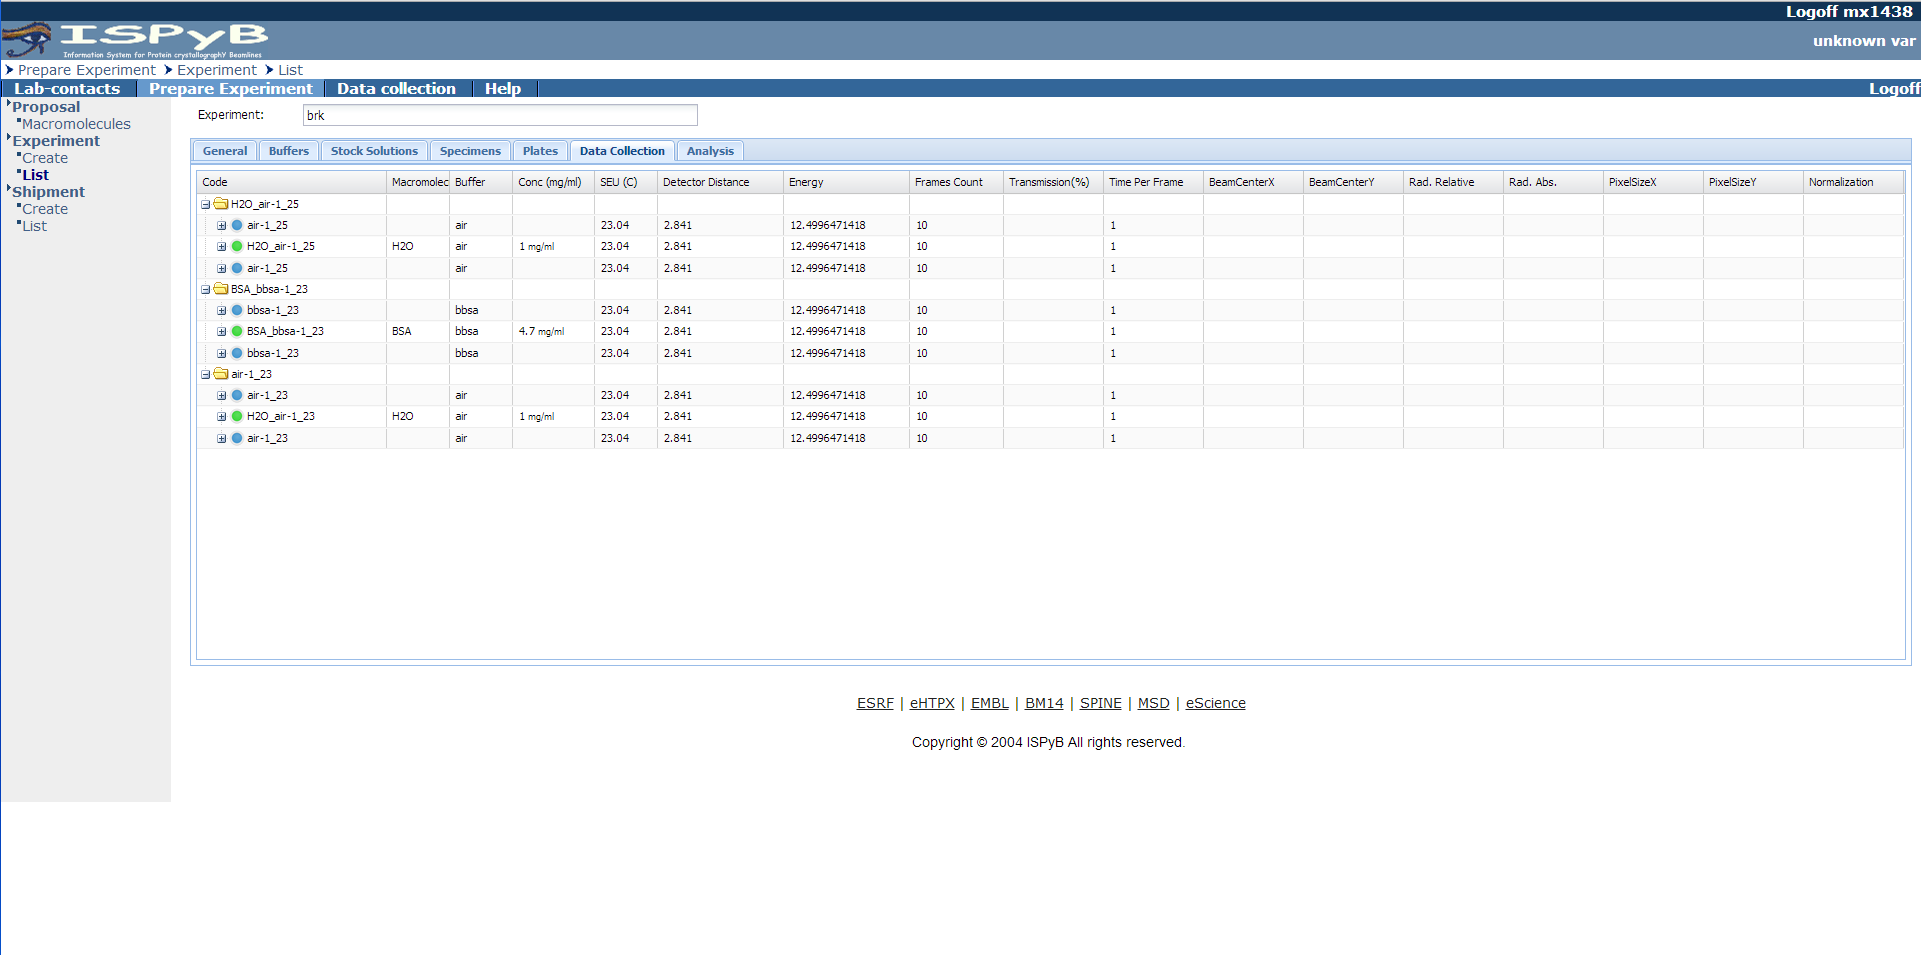 Logoff mx1438
ISPyB
Information System for Protein crystallographY Beamlines
unknown var
Prepare Experiment Experiment List
Lab-contacts Prepare Experiment Data collection Help Logoff
Proposal
Macromolecules
Experiment
Create
List
Shipment
Create
List
Experiment: brk
General Buffers Stock Solutions Specimens Plates Data Collection Analysis
Code Macromolec Buffer Conc (mg/ml) SEU (C) Detector Distance Energy Frames Count Transmission(%) Time Per Frame BeamCenterX BeamCenterY Rad. Relative Rad. Abs. PixelSizeX PixelSizeY Normalization
H2O_air-1_25
air-1_25 air 23.04 2.841 12.4996471418 10 1
H2O_air-1_25 H2O air 1 mg/ml 23.04 2.841 12.4996471418 10 1
air-1_25 air 23.04 2.841 12.4996471418 10 1
BSA_bbsa-1_23
bbsa-1_23 bbsa 23.04 2.841 12.4996471418 10 1
BSA_bbsa-1_23 BSA bbsa 4.7 mg/ml 23.04 2.841 12.4996471418 10 1
bbsa-1_23 bbsa 23.04 2.841 12.4996471418 10 1
air-1_23
air-1_23 air 23.04 2.841 12.4996471418 10 1
H2O_air-1_23 H2O air 1 mg/ml 23.04 2.841 12.4996471418 10 1
air-1_23 air 23.04 2.841 12.4996471418 10 1
ESRF | eHTPX | EMBL | BM14 | SPINE | MSD | eScience
Copyright © 2004 ISPyB All rights reserved.